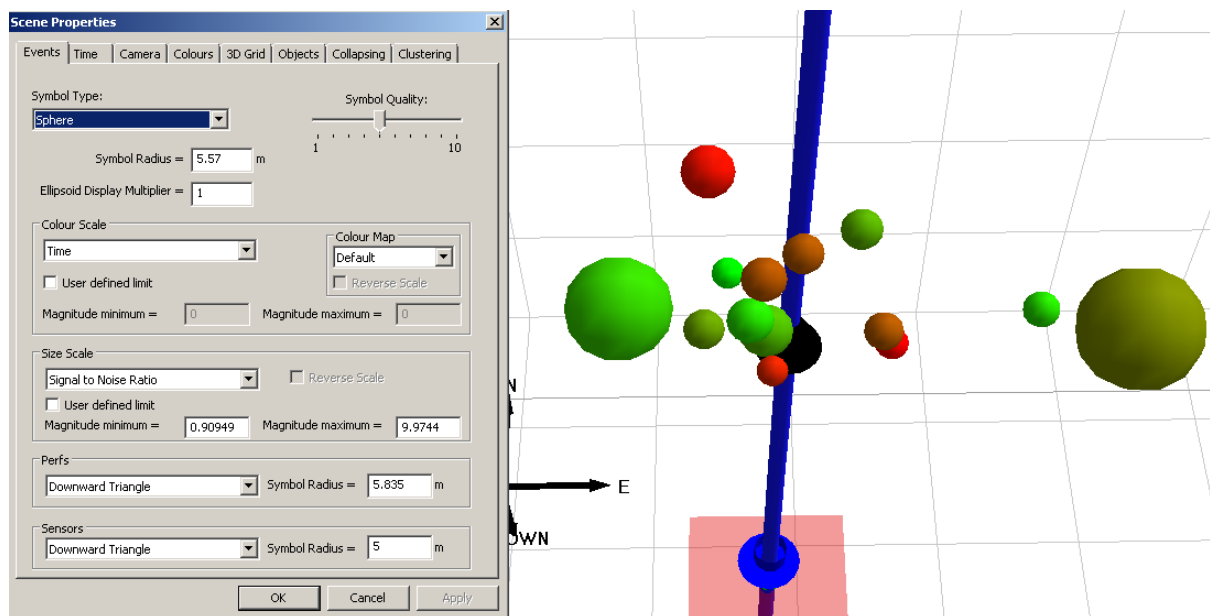 Scene Properties
Events Time Camera Colours 3D Grid Objects Collapsing Clustering
Symbol Type:
Symbol Quality:
Sphere
1 10
Symbol Radius = 5.57 m
Ellipsoid Display Multiplier = 1
Colour Scale
Time
Colour Map
Default
User defined limit
Reverse Scale
Magnitude minimum = 0 Magnitude maximum = 0
Size Scale
Signal to Noise Ratio
Reverse Scale
User defined limit
Magnitude minimum = 0.90949 Magnitude maximum = 9.9744
Perfs
Downward Triangle Symbol Radius = 5.835 m
Sensors
Downward Triangle Symbol Radius = 5 m
OK Cancel Apply
E